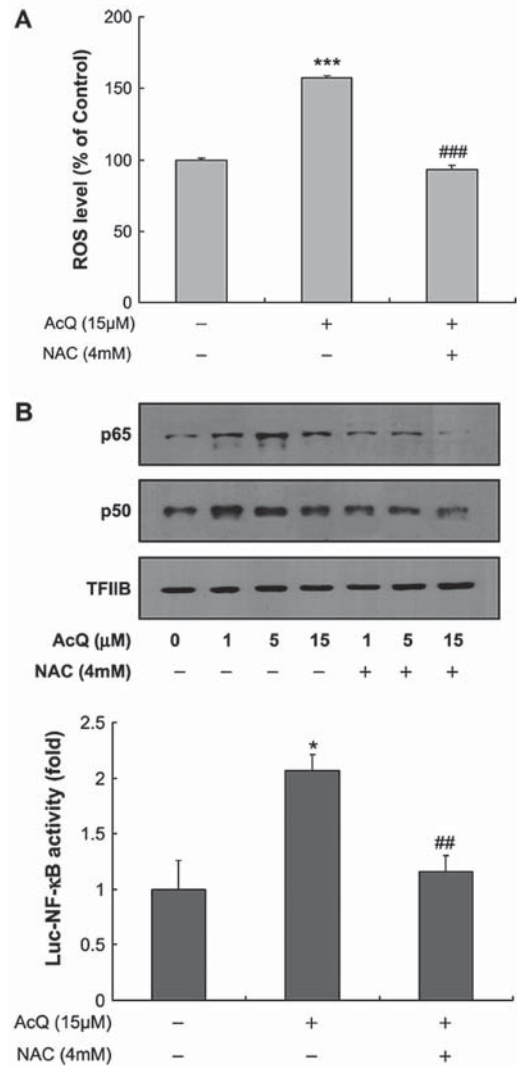 A
200
150
100
50
0
ROS level (% of Control)
***
###
AcQ (15μM) – + +
NAC (4mM) – – +
B
p65
p50
TFIIB
AcQ (μM) 0 1 5 15 1 5 15
NAC (4mM) – – – – + + +
2.5
2
1.5
1
0.5
0
Luc-NF-κB activity (fold)
*
##
AcQ (15μM) – + +
NAC (4mM) – – +